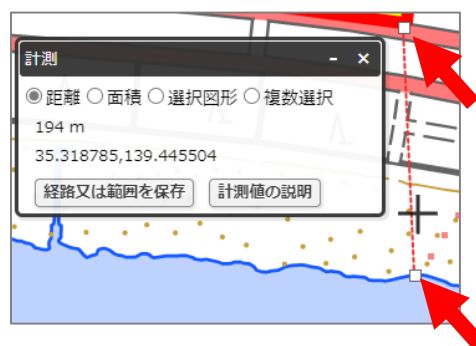 計測 - ×
距離 面積 選択図形 複数選択
194 m
35.318785,139.445504
経路又は範囲を保存 計測値の説明